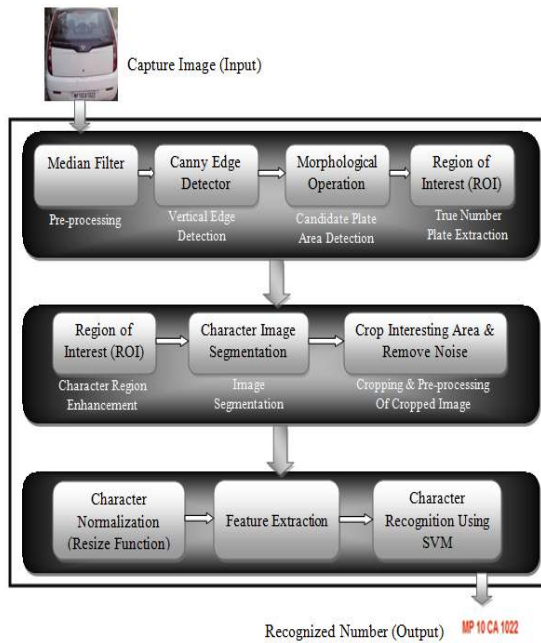 Capture Image (Input)
Median Filter
Pre-processing
Canny Edge
Detector
Vertical Edge
Detection
Morphological
Operation
Candidate Plate
Area Detection
Region of
Interest (ROI)
True Number
Plate Extraction
Region of
Interest (ROI)
Character Region
Enhancement
Character Image
Segmentation
Image
Segmentation
Crop Interesting Area &
Remove Noise
Cropping & Pre-processing
Of Cropped Image
Character
Normalization
(Resize Function)
Feature Extraction
Character
Recognition Using
SVM
Recognized Number (Output)
MP 10 CA 1022